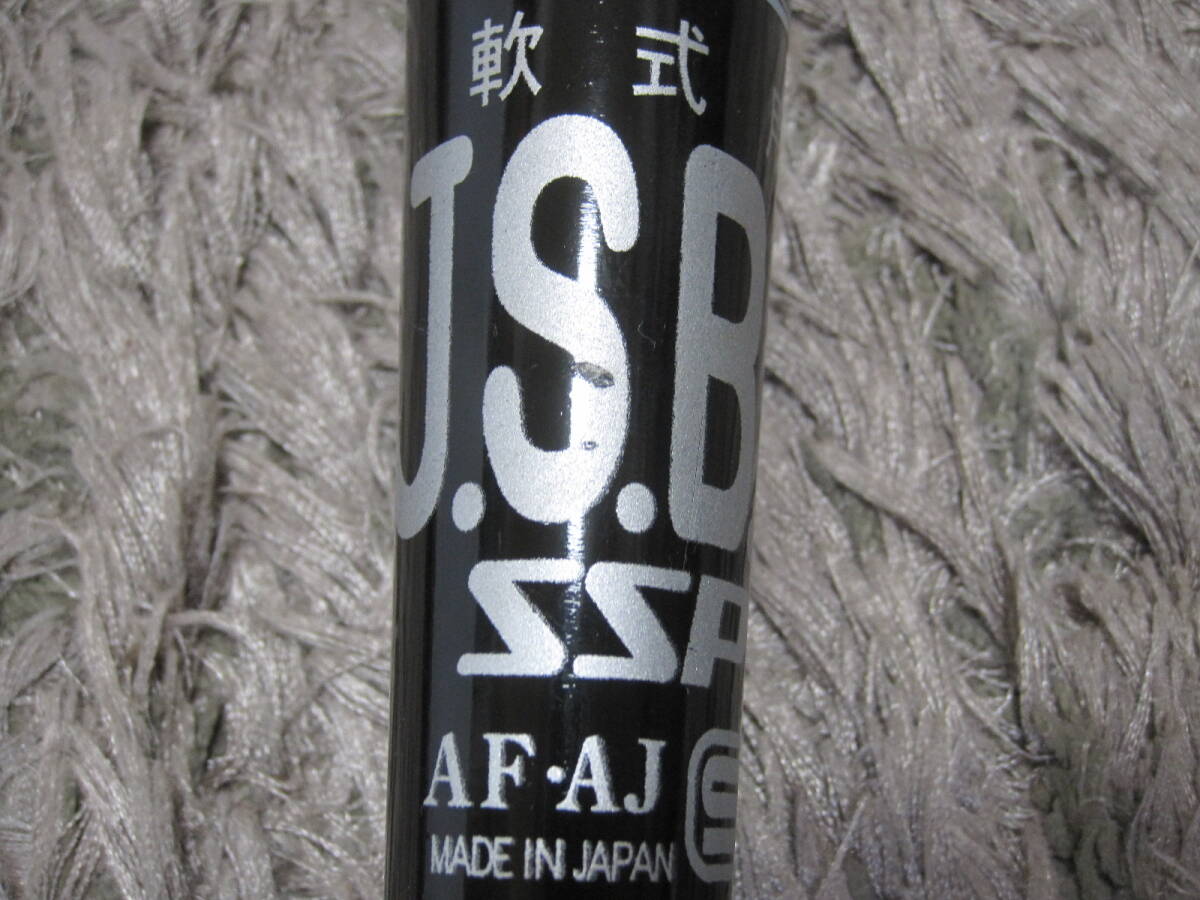 軟式
J.S.B
SSP
AF・AJ
MADE IN JAPAN